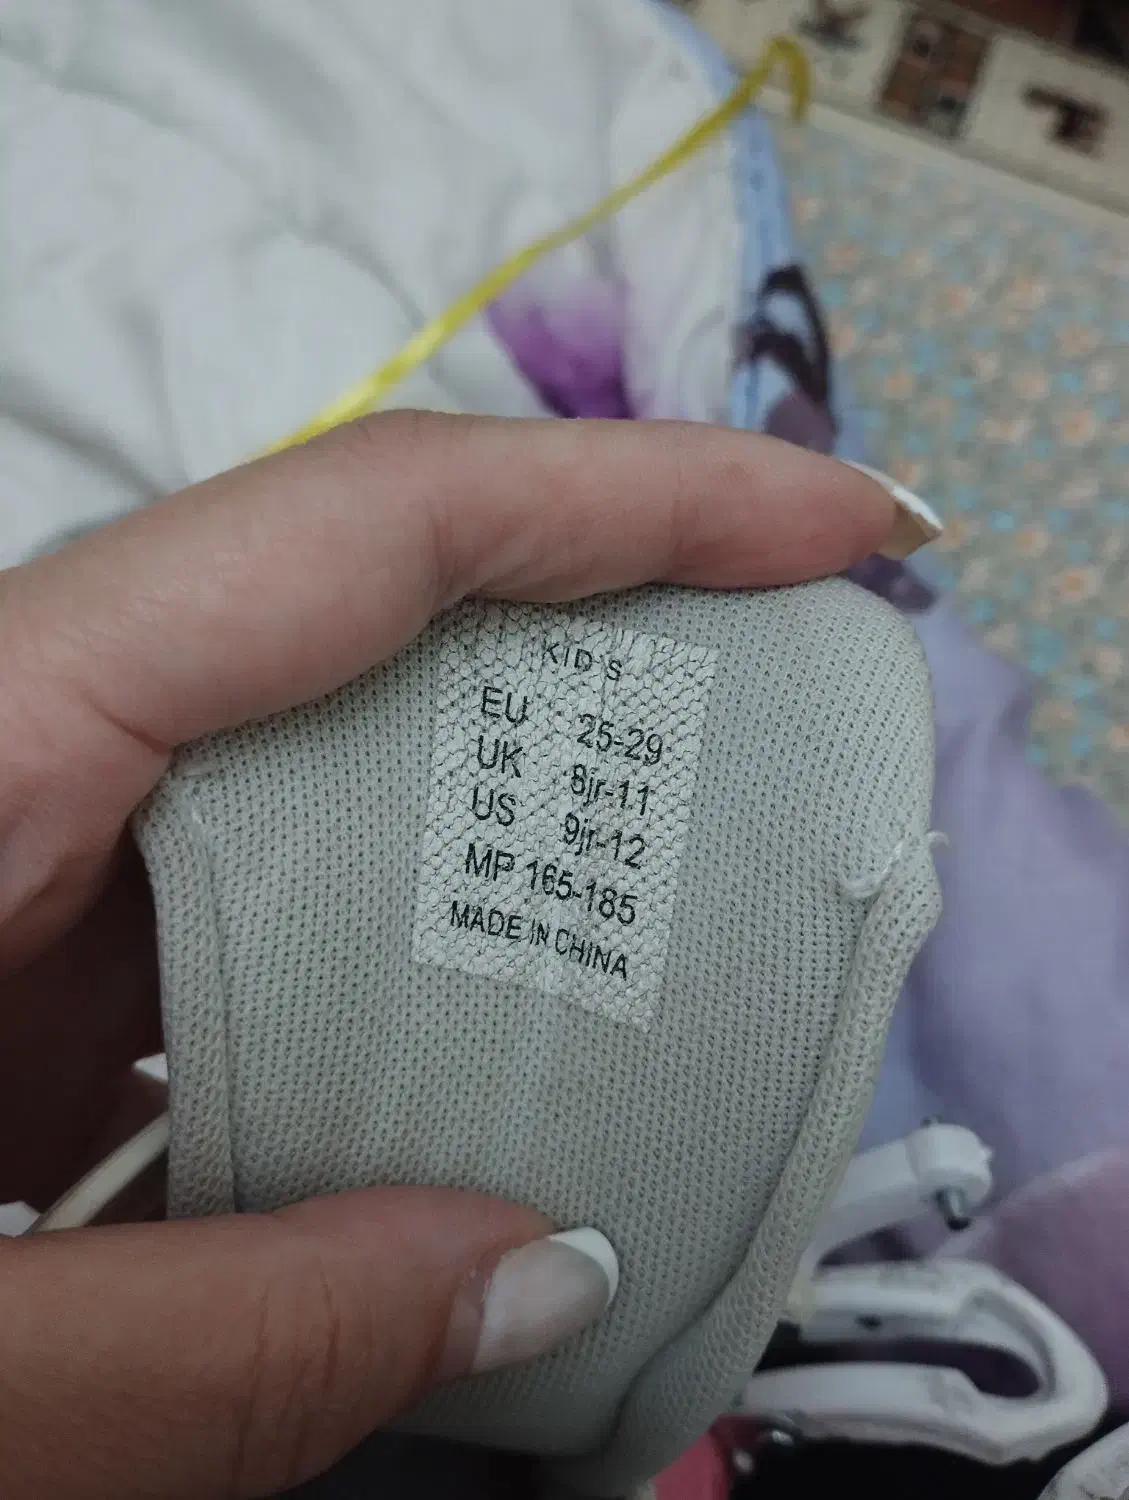 KID'S
EU 25-29
UK 8jr-11
US 9jr-12
MP 165-185
MADE IN CHINA